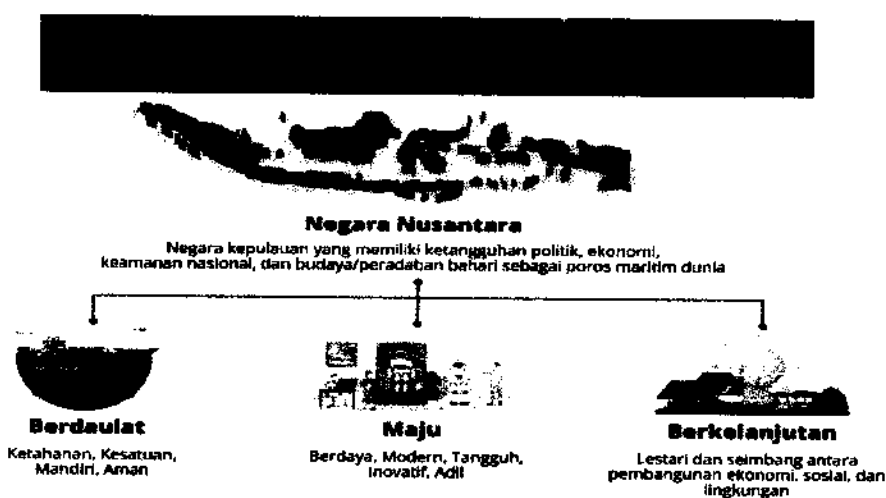 Negara Nusantara
Negara kepulauan yang memiliki ketangguhan politik, ekonomi,
keamanan nasional, dan budaya/peradaban bahari sebagai poros maritim dunia
Berdaulat
Ketahanan, Kesatuan,
Mandiri, Aman
Maju
Berdaya, Modern, Tangguh,
Inovatif, Adil
Berkelanjutan
Lestari dan seimbang antara
pembangunan ekonomi, sosial, dan
lingkungan